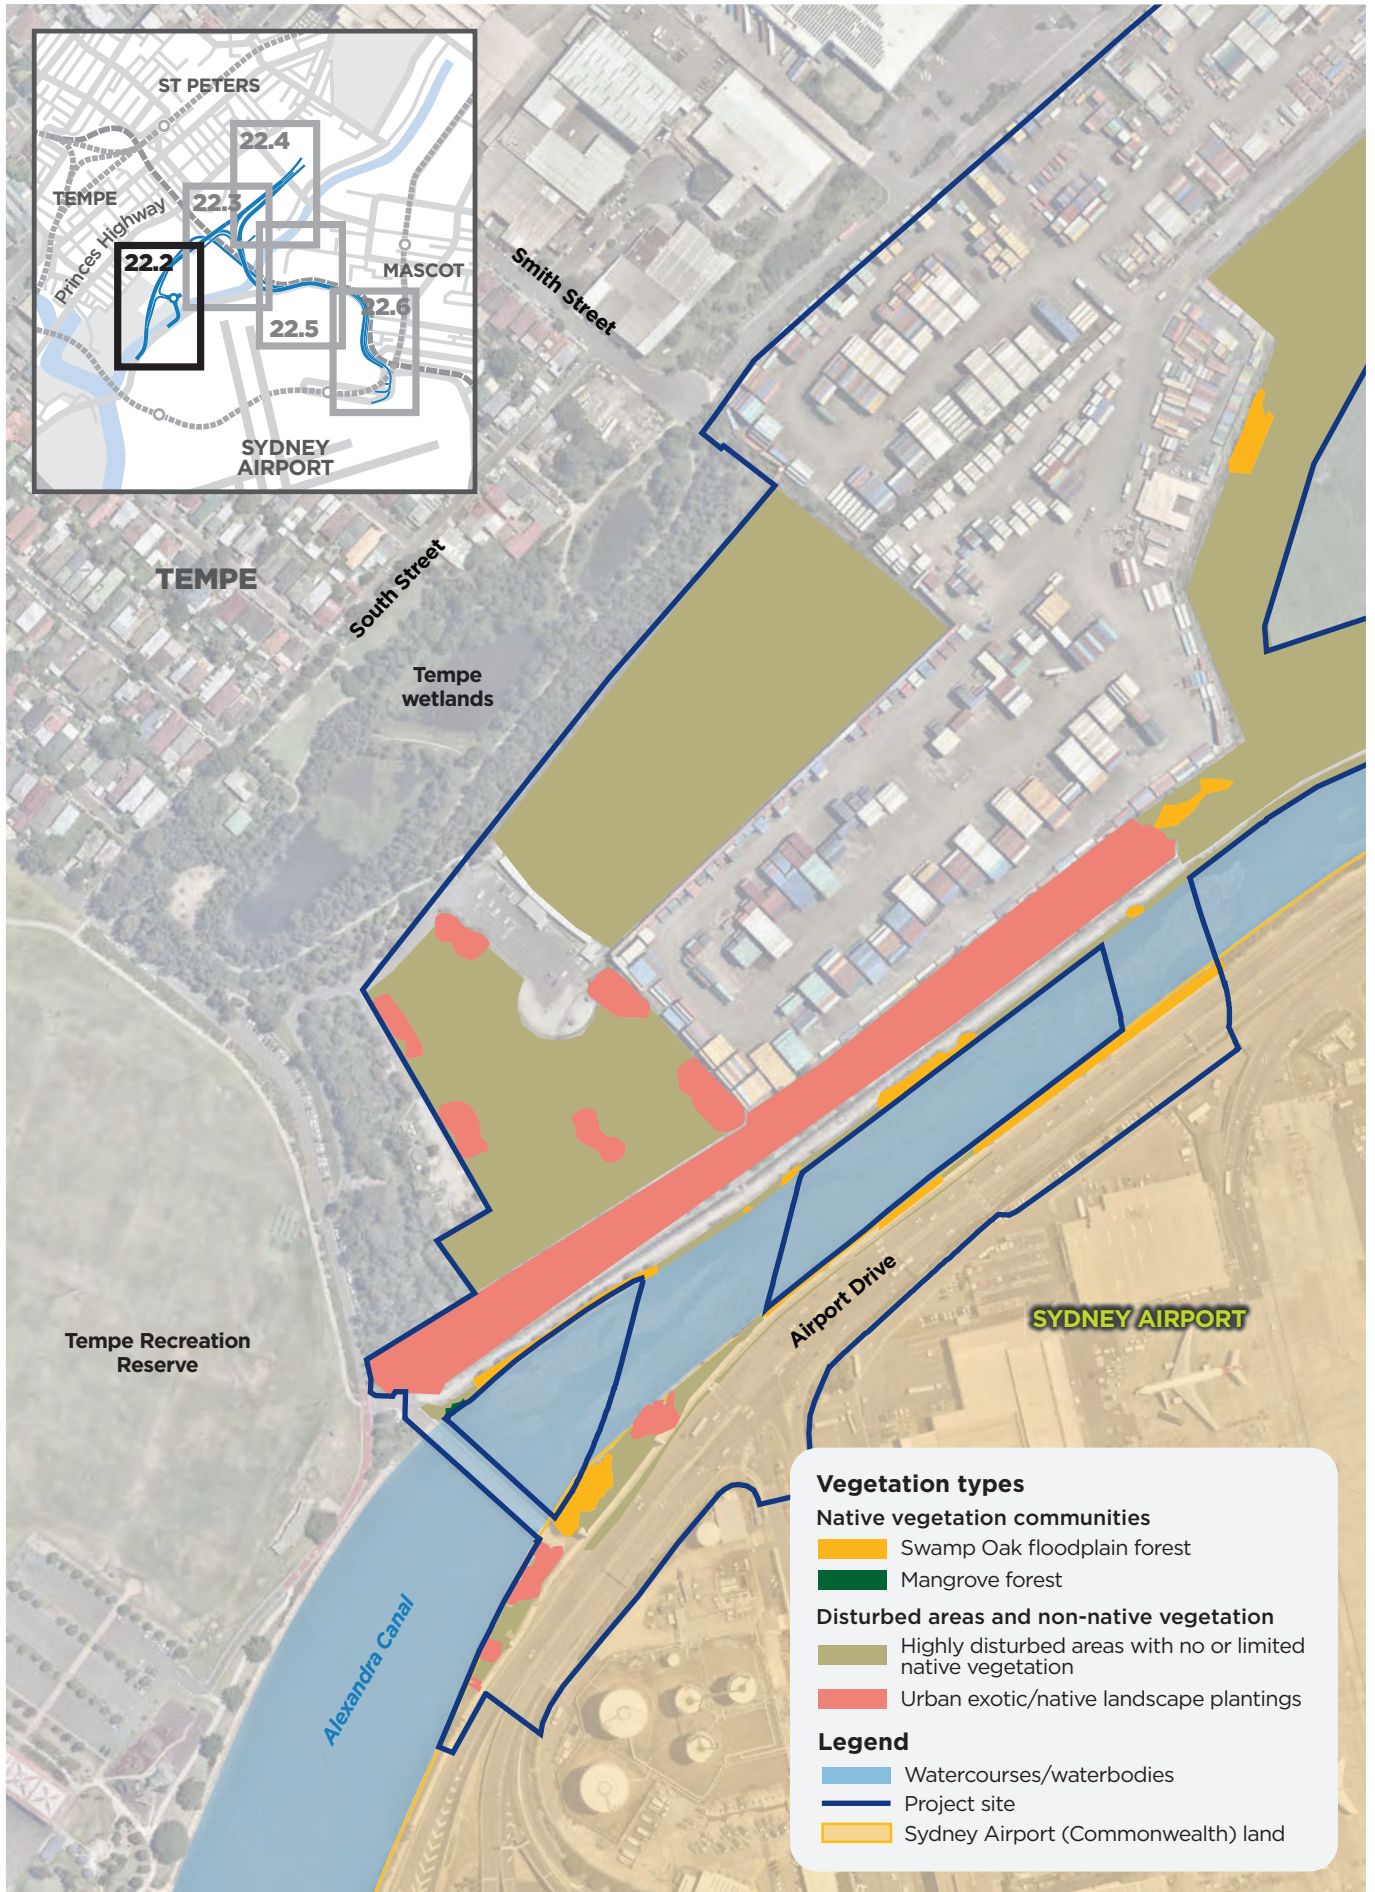 ST PETERS
22.4
TEMPE
22.3
Princes Highway
22.2
MASCOT
22.6
22.5
SYDNEY
AIRPORT
Smith Street
South Street
TEMPE
Tempe
wetlands
Airport Drive
SYDNEY AIRPORT
Tempe Recreation
Reserve
Alexandra Canal
Vegetation types
Native vegetation communities
Swamp Oak floodplain forest
Mangrove forest
Disturbed areas and non-native vegetation
Highly disturbed areas with no or limited
native vegetation
Urban exotic/native landscape plantings
Legend
Watercourses/waterbodies
Project site
Sydney Airport (Commonwealth) land